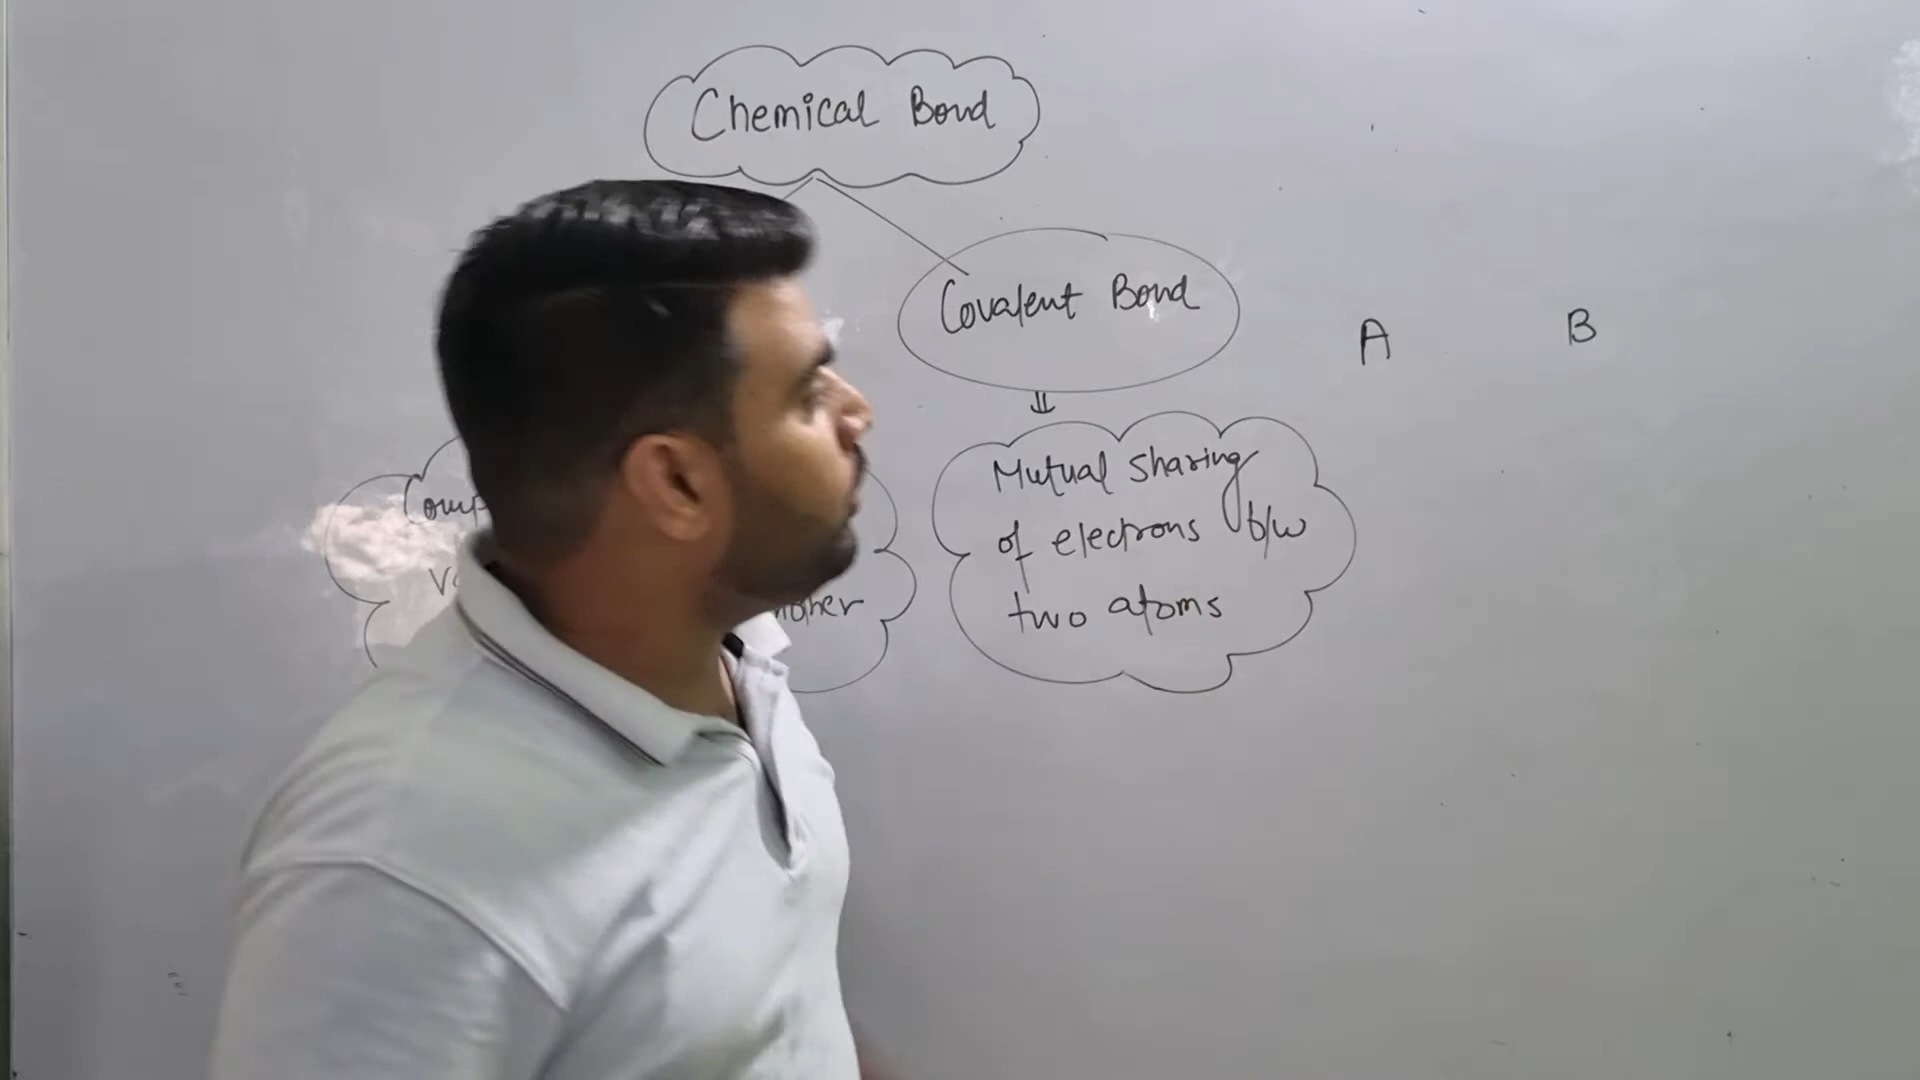 Chemical Bond
Covalent Bond
A B
Mutual sharing
of electrons b/w
two atoms